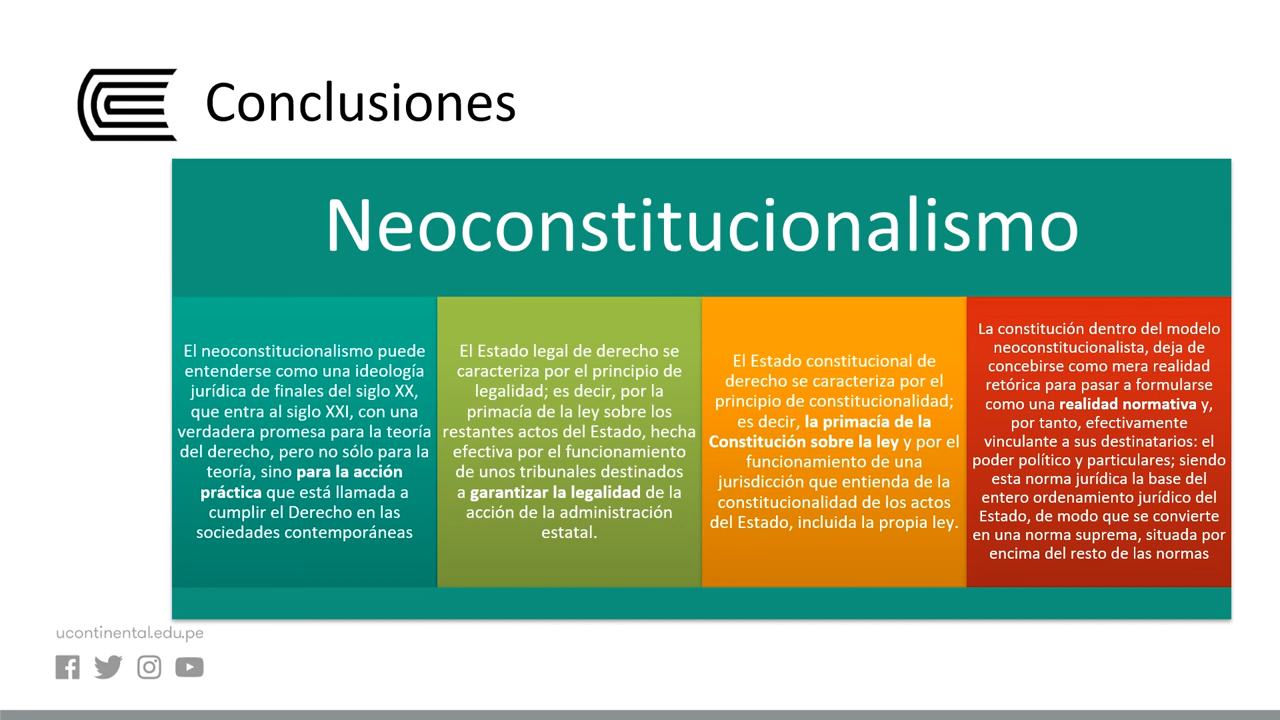 Conclusiones
Neoconstitucionalismo
El neoconstitucionalismo puede
entenderse como una ideología
jurídica de finales del siglo XX,
que entra al siglo XXI, con una
verdadera promesa para la teoría
del derecho, pero no sólo para la
teoría, sino para la acción
práctica que está llamada a
cumplir el Derecho en las
sociedades contemporáneas
El Estado legal de derecho se
caracteriza por el principio de
legalidad; es decir, por la
primacía de la ley sobre los
restantes actos del Estado, hecha
efectiva por el funcionamiento
de unos tribunales destinados
a garantizar la legalidad de la
acción de la administración
estatal.
El Estado constitucional de
derecho se caracteriza por el
principio de constitucionalidad;
es decir, la primacía de la
Constitución sobre la ley y por el
funcionamiento de una
jurisdicción que entienda de la
constitucionalidad de los actos
del Estado, incluida la propia ley.
La constitución dentro del modelo
neoconstitucionalista, deja de
concebirse como mera realidad
retórica para pasar a formularse
como una realidad normativa y,
por tanto, efectivamente
vinculante a sus destinatarios: el
poder político y particulares; siendo
esta norma jurídica la base del
entero ordenamiento jurídico del
Estado, de modo que se convierte
en una norma suprema, situada por
encima del resto de las normas
ucontinental.edu.pe